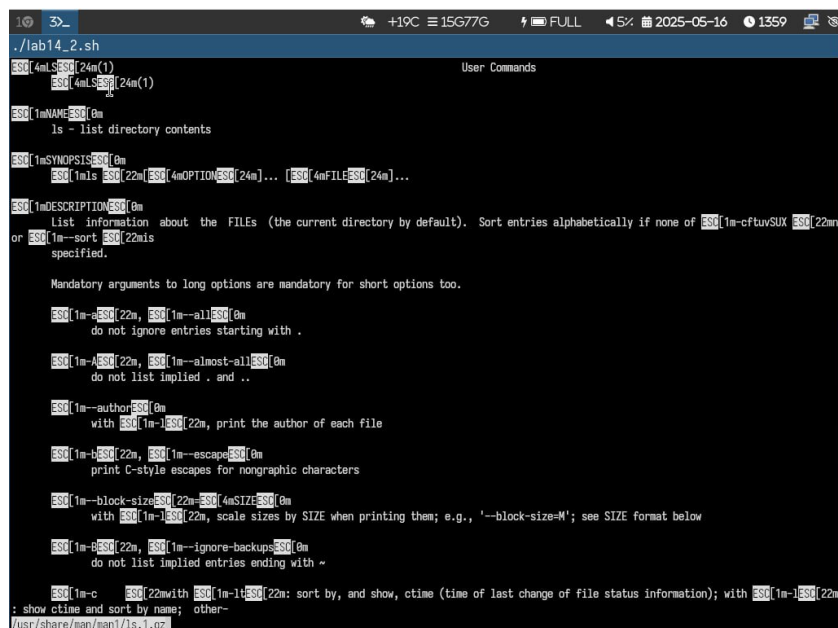 1 3>_ +19C 15G77G FULL 5% 2025-05-16 1359
./lab14_2.sh
ESC[4mLSESC[24m(1) User Commands
ESC[4mLSESC[24m(1)
ESC[1mNAMEESC[0m
ls - list directory contents
ESC[1mSYNOPSISESC[0m
ESC[1mls ESC[22m[ESC[4mOPTIONESC[24m]... [ESC[4mFILEESC[24m]...
ESC[1mDESCRIPTIONESC[0m
List information about the FILEs (the current directory by default). Sort entries alphabetically if none of ESC[1m-cftuvSUX ESC[22mn
or ESC[1m--sort ESC[22mis
specified.
Mandatory arguments to long options are mandatory for short options too.
ESC[1m-aESC[22m, ESC[1m--allESC[0m
do not ignore entries starting with .
ESC[1m-AESC[22m, ESC[1m--almost-allESC[0m
do not list implied . and ..
ESC[1m--authorESC[0m
with ESC[1m-lESC[22m, print the author of each file
ESC[1m-bESC[22m, ESC[1m--escapeESC[0m
print C-style escapes for nongraphic characters
ESC[1m--block-sizeESC[22m=ESC[4mSIZEESC[0m
with ESC[1m-lESC[22m, scale sizes by SIZE when printing them; e.g., '--block-size=M'; see SIZE format below
ESC[1m-BESC[22m, ESC[1m--ignore-backupsESC[0m
do not list implied entries ending with ~
ESC[1m-c ESC[22mwith ESC[1m-ltESC[22m: sort by, and show, ctime (time of last change of file status information); with ESC[1m-lESC[22m
: show ctime and sort by name; other-
/usr/share/man/man1/ls.1.gz